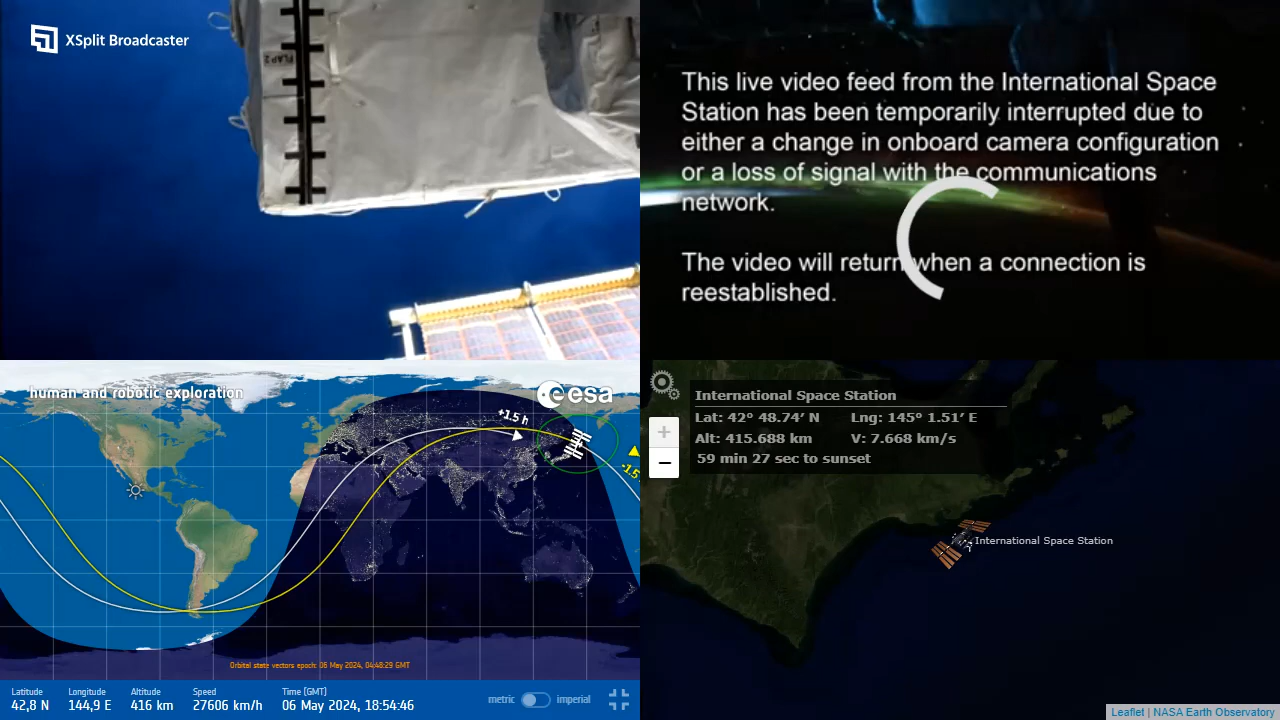 XSplit Broadcaster
FLAP 2
This live video feed from the International Space
Station has been temporarily interrupted due to
either a change in onboard camera configuration
or a loss of signal with the communications
network.
The video will return when a connection is
reestablished.
human and robotic exploration
esa
+1.5 h
-1.5
Orbital state vectors epoch: 06 May 2024, 04:48:29 GMT
Latitude
42,8 N
Longitude
144,9 E
Altitude
416 km
Speed
27606 km/h
Time (GMT)
06 May 2024, 18:54:46
metric
imperial
International Space Station
Lat: 42° 48.74′ N Lng: 145° 1.51′ E
Alt: 415.688 km V: 7.668 km/s
59 min 27 sec to sunset
+
−
International Space Station
Leaflet | NASA Earth Observatory